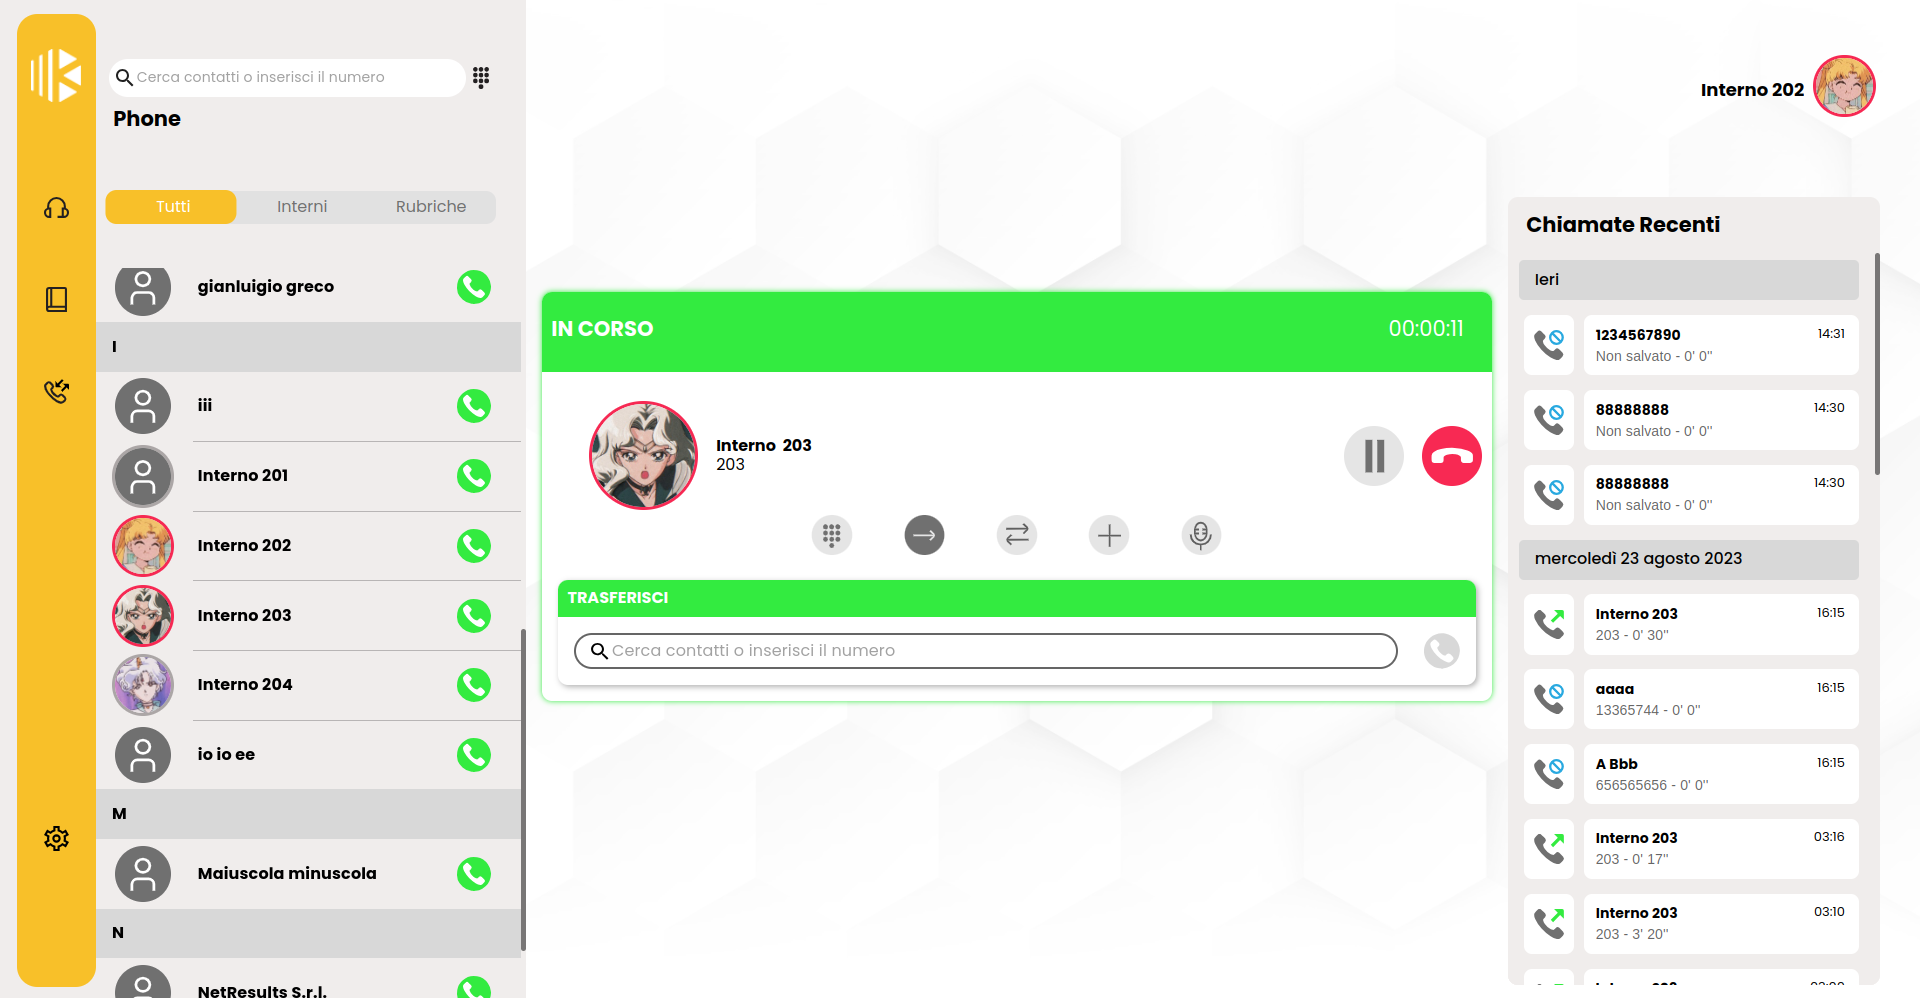 Cerca contatti o inserisci il numero
Phone
Tutti
Interni
Rubriche
gianluigio greco
I
iii
Interno 201
Interno 202
Interno 203
Interno 204
io io ee
M
Maiuscola minuscola
N
NetResults S.r.l.
IN CORSO
00:00:11
Interno 203
203
TRASFERISCI
Cerca contatti o inserisci il numero
Interno 202
Chiamate Recenti
Ieri
1234567890
14:31
Non salvato - 0' 0''
88888888
14:30
Non salvato - 0' 0''
88888888
14:30
Non salvato - 0' 0''
mercoledì 23 agosto 2023
Interno 203
16:15
203 - 0' 30''
aaaa
16:15
13365744 - 0' 0''
A Bbb
16:15
656565656 - 0' 0''
Interno 203
03:16
203 - 0' 17''
Interno 203
03:10
203 - 3' 20''